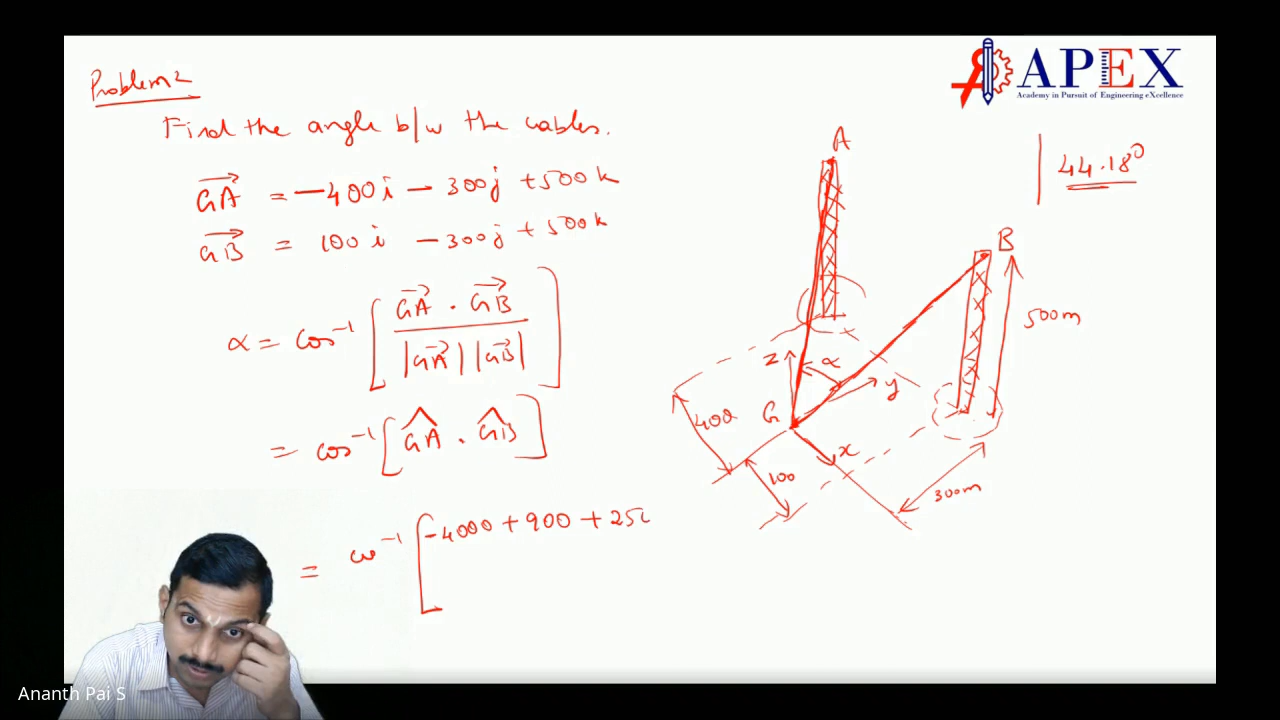 Problem 2
Find the angle b/w the cables.
GA = -400i - 300j + 500k
GB = 100i - 300j + 500k
α = cos⁻¹ [ GA · GB / |GA| |GB| ]
= cos⁻¹ [ GA · GB ]
= cos⁻¹ [ -4000 + 900 + 250
APEX
Academy in Pursuit of Engineering eXcellence
44.18°
A
B
500m
Z
α
y
G
400
x
100
300m
Ananth Pai S